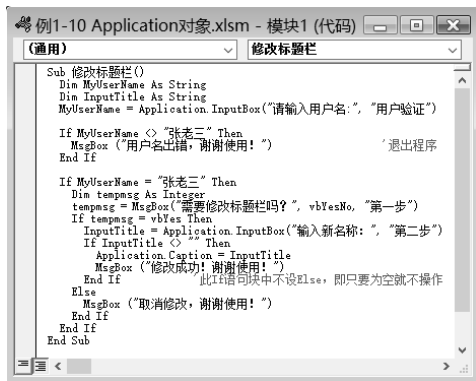 例1-10 Application对象.xlsm - 模块1 (代码)
(通用) 修改标题栏
Sub 修改标题栏()
Dim MyUserName As String
Dim InputTitle As String
MyUserName = Application.InputBox("请输入用户名:", "用户验证")
If MyUserName <> "张老三" Then
MsgBox ("用户名出错，谢谢使用！") '退出程序
End If
If MyUserName = "张老三" Then
Dim tempmsg As Integer
tempmsg = MsgBox("需要修改标题栏吗？", vbYesNo, "第一步")
If tempmsg = vbYes Then
InputTitle = Application.InputBox("输入新名称：", "第二步")
If InputTitle <> "" Then
Application.Caption = InputTitle
MsgBox ("修改成功！谢谢使用！")
End If '此If语句块中不设Else，即只要为空就不操作
Else
MsgBox ("取消修改，谢谢使用！")
End If
End If
End Sub